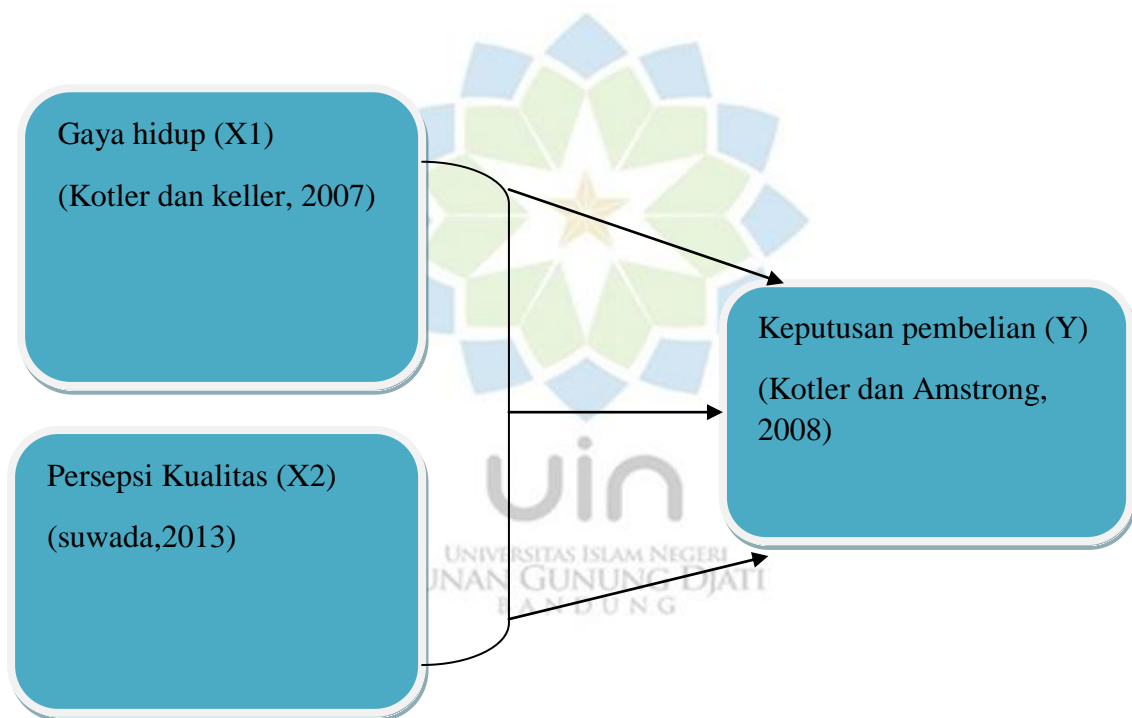 Gaya hidup (X1)
(Kotler dan keller, 2007)
Keputusan pembelian (Y)
(Kotler dan Amstrong,
2008)
Persepsi Kualitas (X2)
(suwada,2013)
uin
UNIVERSITAS ISLAM NEGERI
UNAN GUNUNG DJATI
BANDUNG